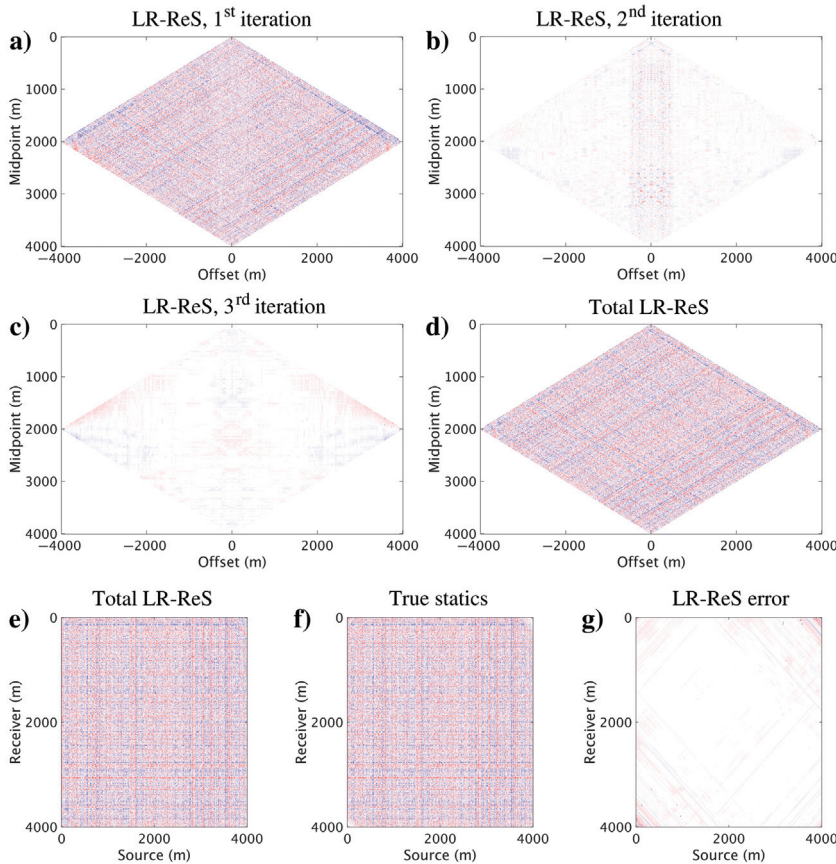 LR-ReS, 1st iteration
a)
0
1000
2000
3000
4000
Midpoint (m)
−4000 −2000 0 2000 4000
Offset (m)
LR-ReS, 2nd iteration
b)
0
1000
2000
3000
4000
Midpoint (m)
−4000 −2000 0 2000 4000
Offset (m)
LR-ReS, 3rd iteration
c)
0
1000
2000
3000
4000
Midpoint (m)
−4000 −2000 0 2000 4000
Offset (m)
Total LR-ReS
d)
0
1000
2000
3000
4000
Midpoint (m)
−4000 −2000 0 2000 4000
Offset (m)
Total LR-ReS
e)
0
2000
4000
Receiver (m)
0 2000 4000
Source (m)
True statics
f)
0
2000
4000
Receiver (m)
0 2000 4000
Source (m)
LR-ReS error
g)
0
2000
4000
Receiver (m)
0 2000 4000
Source (m)